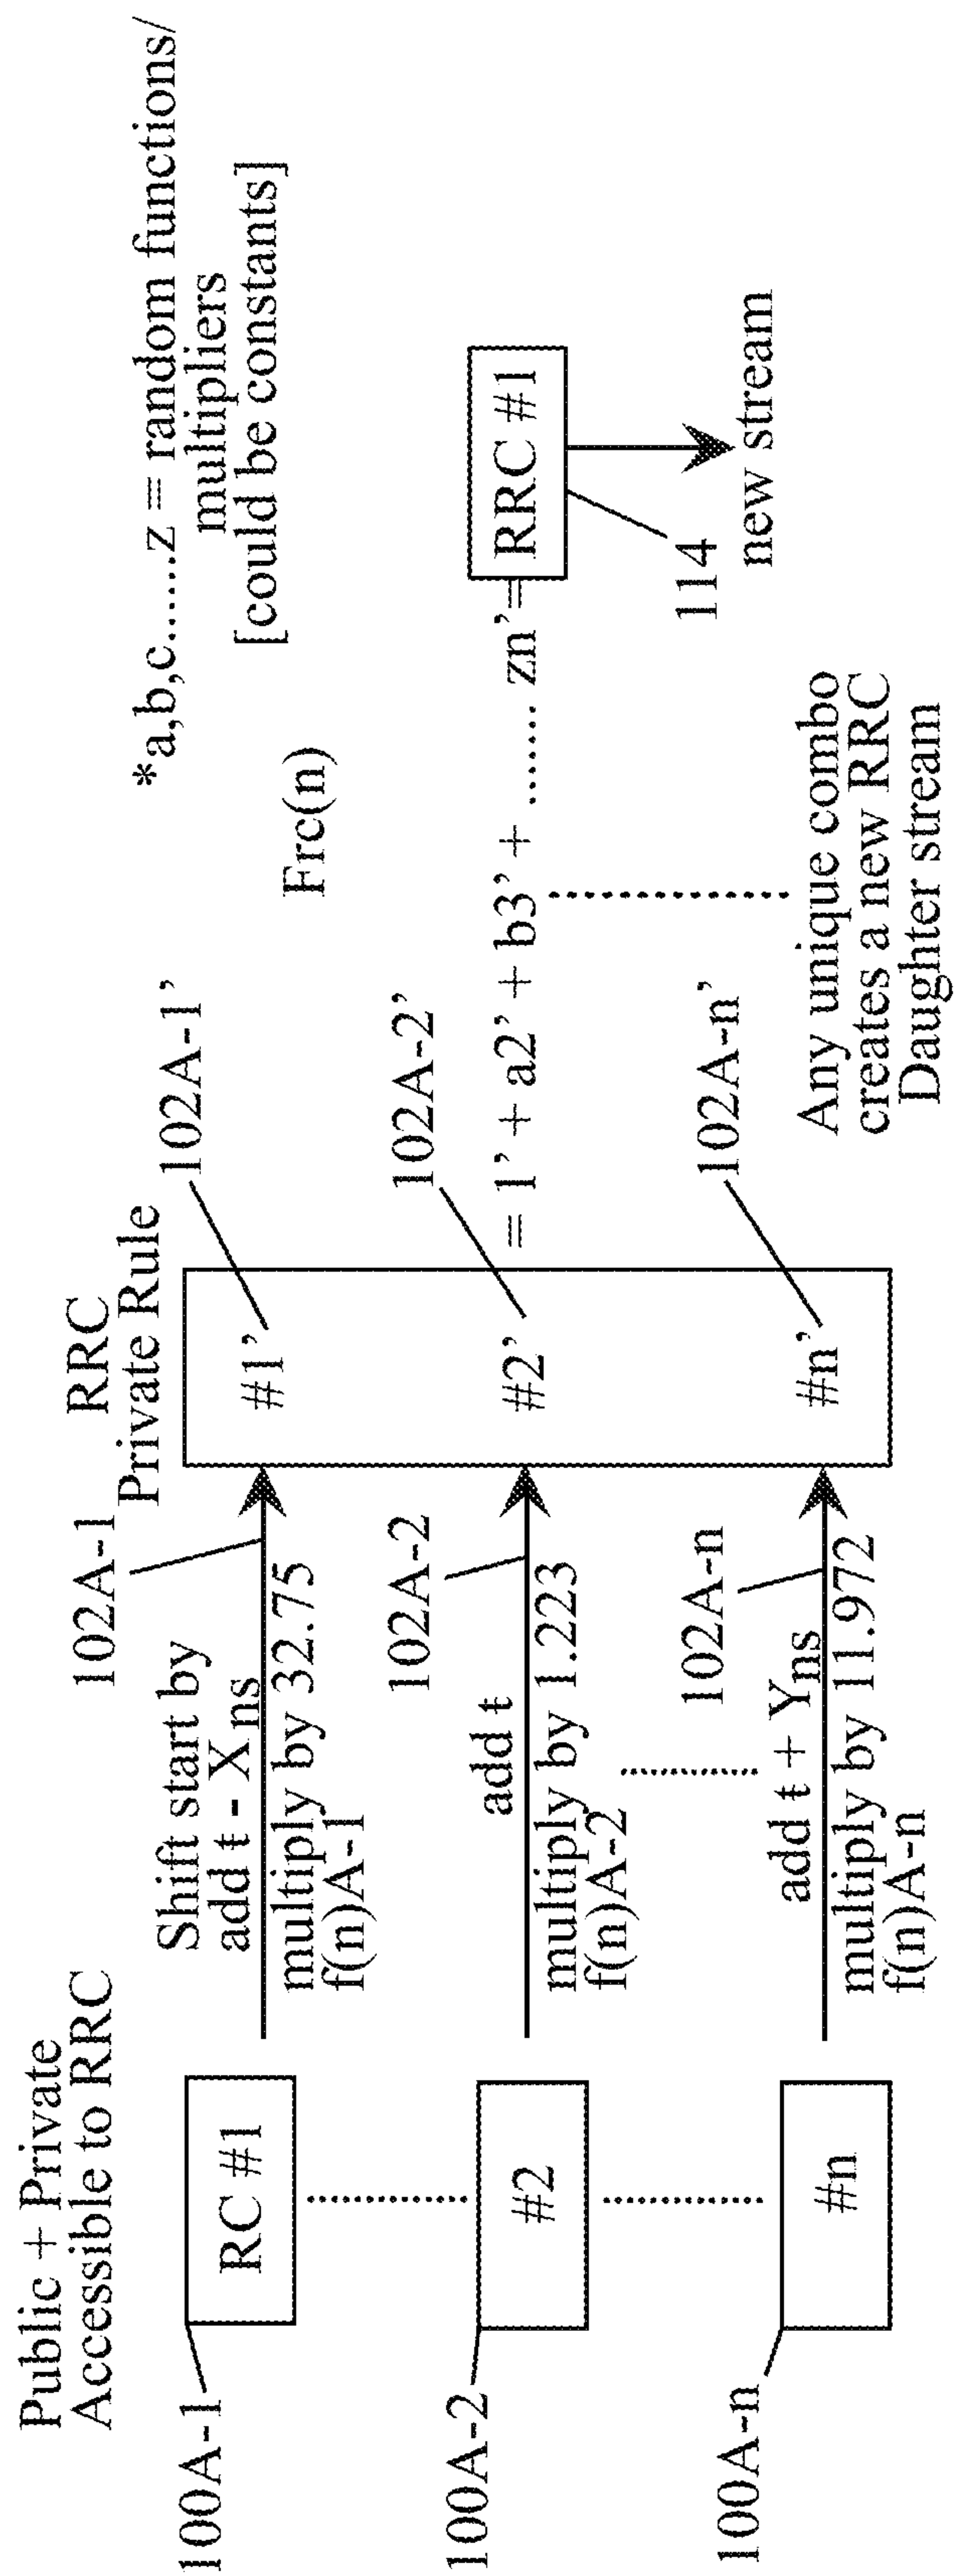 Public + Private
Accessible to RRC
100A-1
RC #1
100A-2
#2
100A-n
#n
102A-1
Shift start by
add t - Xns
multiply by 32.75
f(n)A-1
102A-2
add t
multiply by 1.223
f(n)A-2
102A-n
add t + Yns
multiply by 11.972
f(n)A-n
RRC
Private Rule
#1’
102A-1’
#2’
102A-2’
#n’
102A-n’
Frc(n)
= 1’ + a2’ + b3’ + ....... zn’=
Any unique combo
creates a new RRC
Daughter stream
*a,b,c......z = random functions/
multipliers
[could be constants]
RRC #1
114
new stream